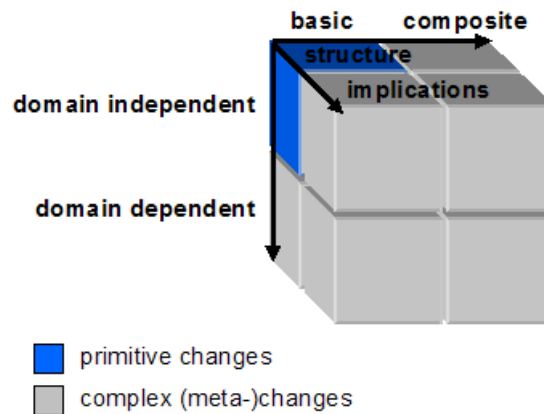 basic composite
structure
implications
domain independent
domain dependent
primitive changes
complex (meta-)changes